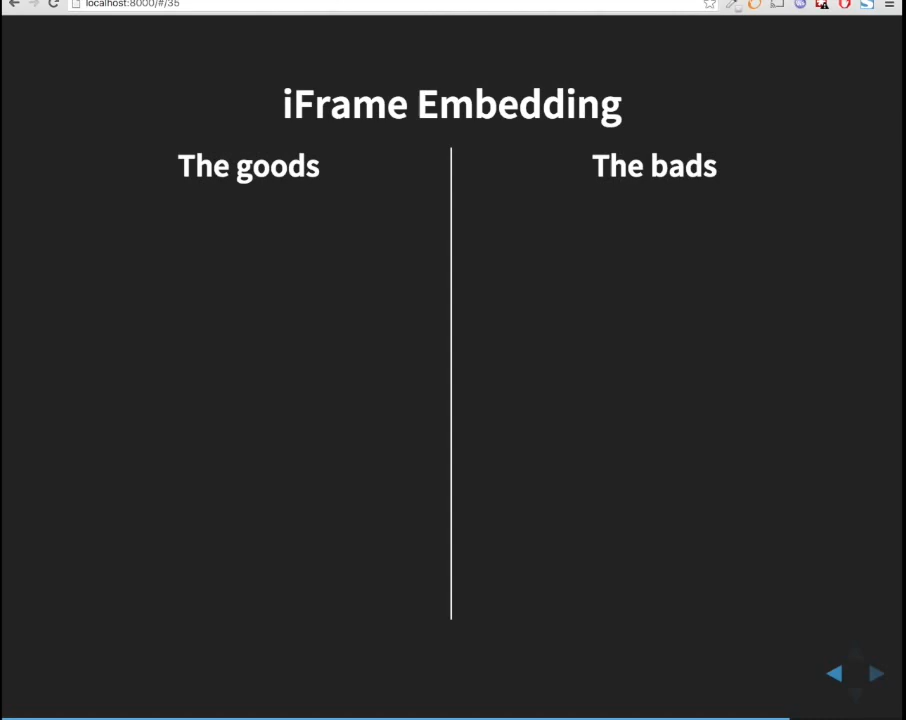 localhost:8000/#/35
iFrame Embedding
The goods
The bads